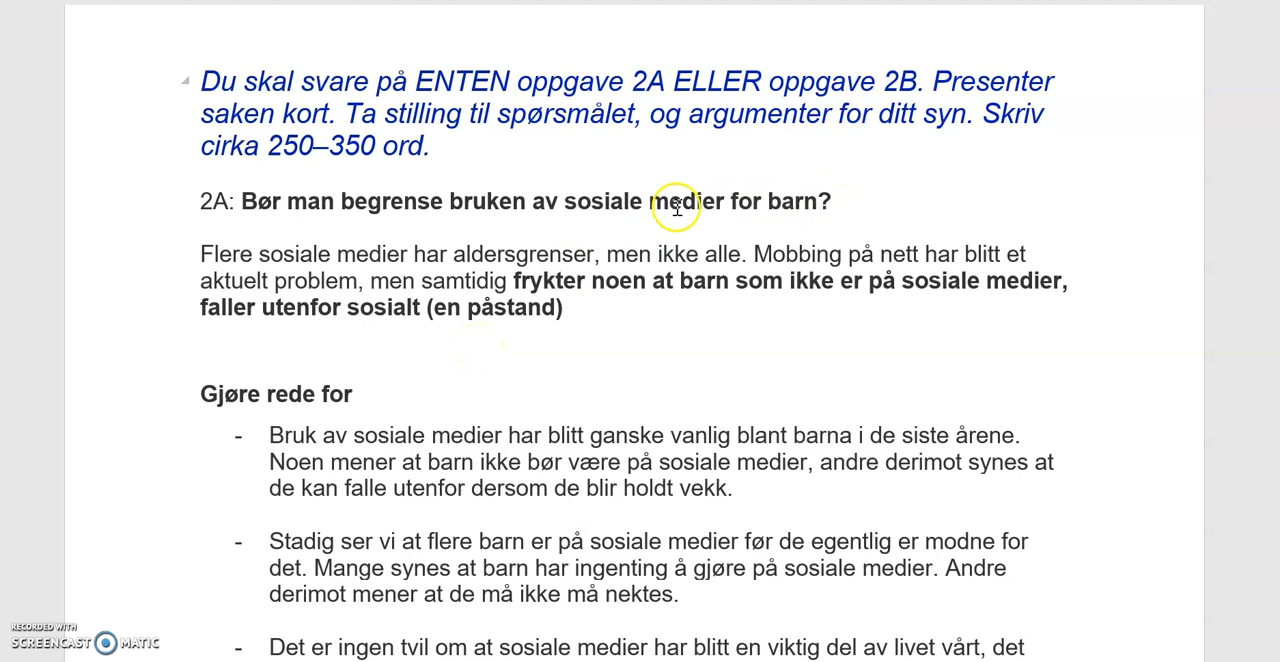 Du skal svare på ENTEN oppgave 2A ELLER oppgave 2B. Presenter
saken kort. Ta stilling til spørsmålet, og argumenter for ditt syn. Skriv
cirka 250–350 ord.
2A: Bør man begrense bruken av sosiale medier for barn?
Flere sosiale medier har aldersgrenser, men ikke alle. Mobbing på nett har blitt et
aktuelt problem, men samtidig frykter noen at barn som ikke er på sosiale medier,
faller utenfor sosialt (en påstand)
Gjøre rede for
- Bruk av sosiale medier har blitt ganske vanlig blant barna i de siste årene.
Noen mener at barn ikke bør være på sosiale medier, andre derimot synes at
de kan falle utenfor dersom de blir holdt vekk.
- Stadig ser vi at flere barn er på sosiale medier før de egentlig er modne for
det. Mange synes at barn har ingenting å gjøre på sosiale medier. Andre
derimot mener at de må ikke må nektes.
- Det er ingen tvil om at sosiale medier har blitt en viktig del av livet vårt, det
RECORDED WITH
SCREENCAST MATIC